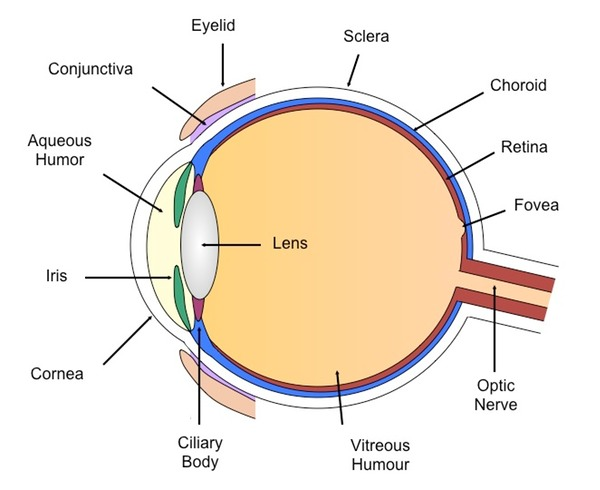 Eyelid
Sclera
Conjunctiva
Choroid
Aqueous
Humor
Retina
Fovea
Lens
Iris
Cornea
Optic
Nerve
Ciliary
Body
Vitreous
Humour